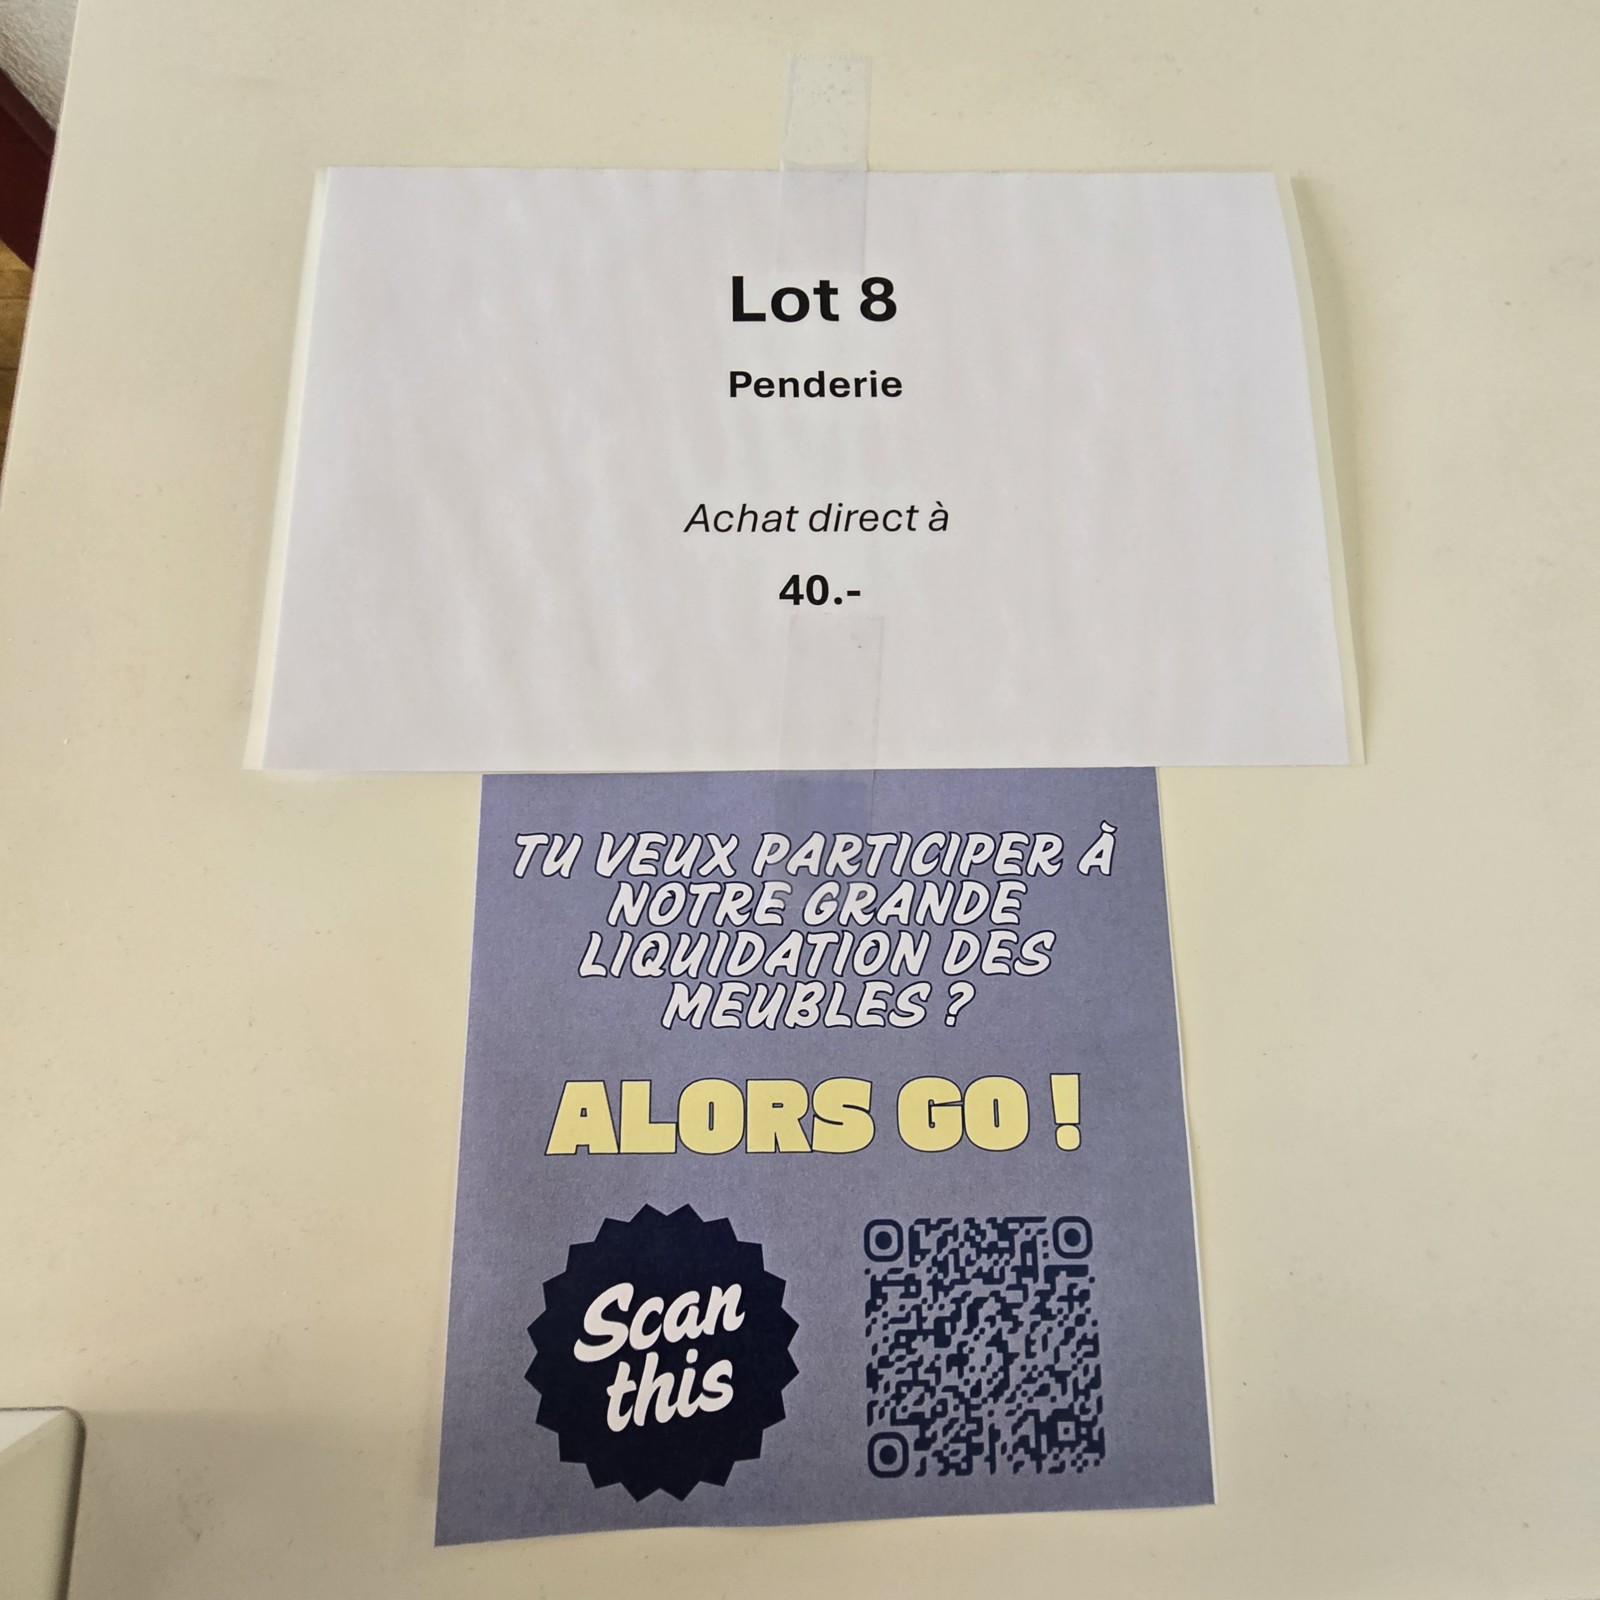 Lot 8
Penderie
Achat direct à
40.-
TU VEUX PARTICIPER À
NOTRE GRANDE
LIQUIDATION DES
MEUBLES ?
ALORS GO !
Scan
this